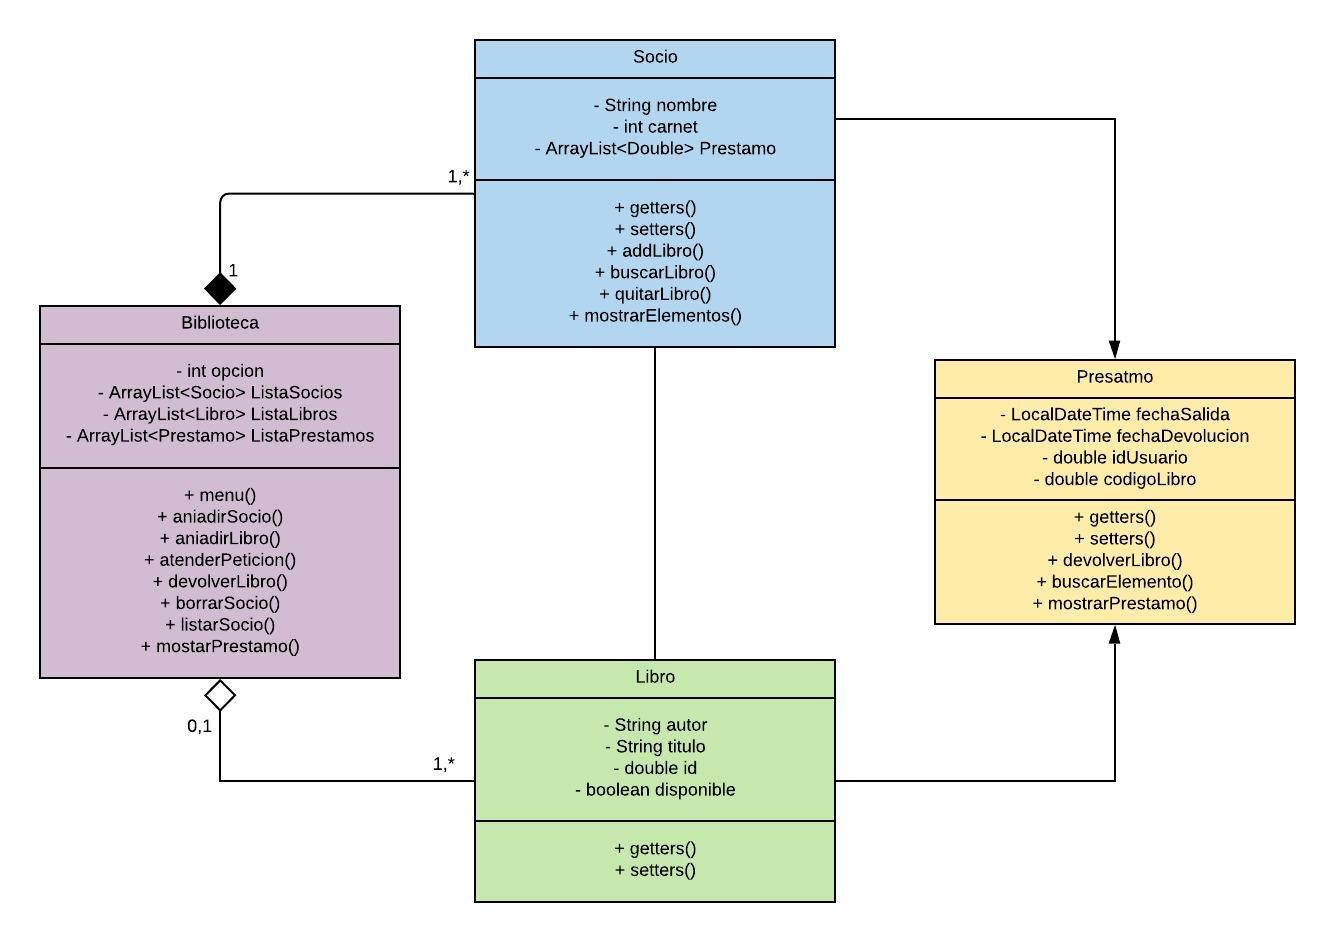 Socio
- String nombre
- int carnet
- ArrayList<Double> Prestamo
+ getters()
+ setters()
+ addLibro()
+ buscarLibro()
+ quitarLibro()
+ mostrarElementos()
1,*
1
Biblioteca
- int opcion
- ArrayList<Socio> ListaSocios
- ArrayList<Libro> ListaLibros
- ArrayList<Prestamo> ListaPrestamos
+ menu()
+ aniadirSocio()
+ aniadirLibro()
+ atenderPeticion()
+ devolverLibro()
+ borrarSocio()
+ listarSocio()
+ mostarPrestamo()
0,1
1,*
Presatmo
- LocalDateTime fechaSalida
- LocalDateTime fechaDevolucion
- double idUsuario
- double codigoLibro
+ getters()
+ setters()
+ devolverLibro()
+ buscarElemento()
+ mostrarPrestamo()
Libro
- String autor
- String titulo
- double id
- boolean disponible
+ getters()
+ setters()